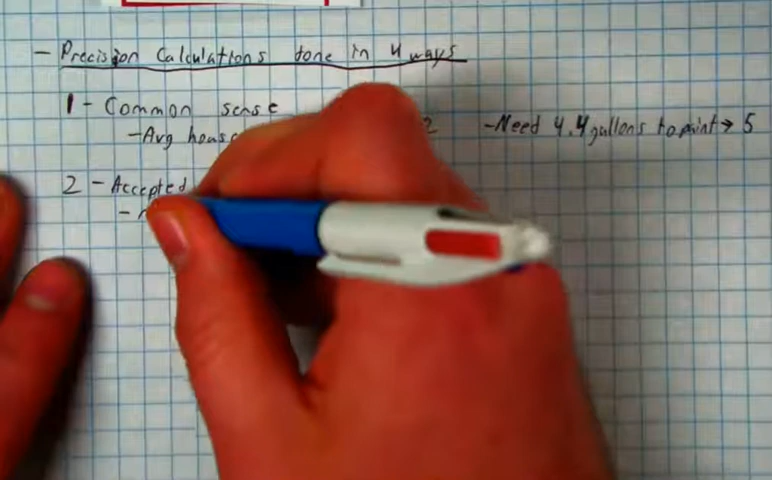 - Precision Calculations done in 4 ways
1 - Common sense
- Avg house 2 - Need 4.4 gallons to paint → 5
2 - Accepted
-